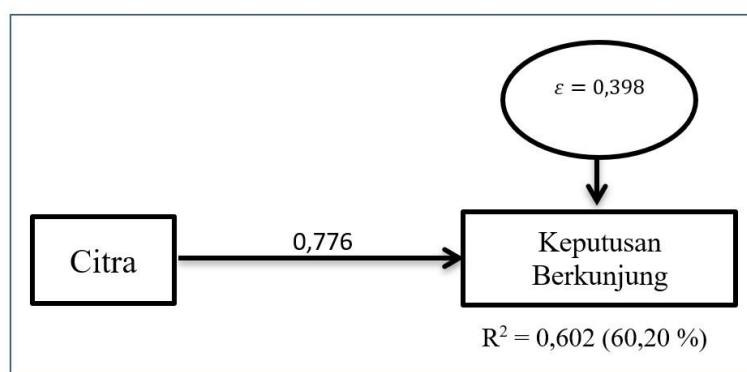 ε = 0,398
Citra
0,776
Keputusan
Berkunjung
R² = 0,602 (60,20 %)